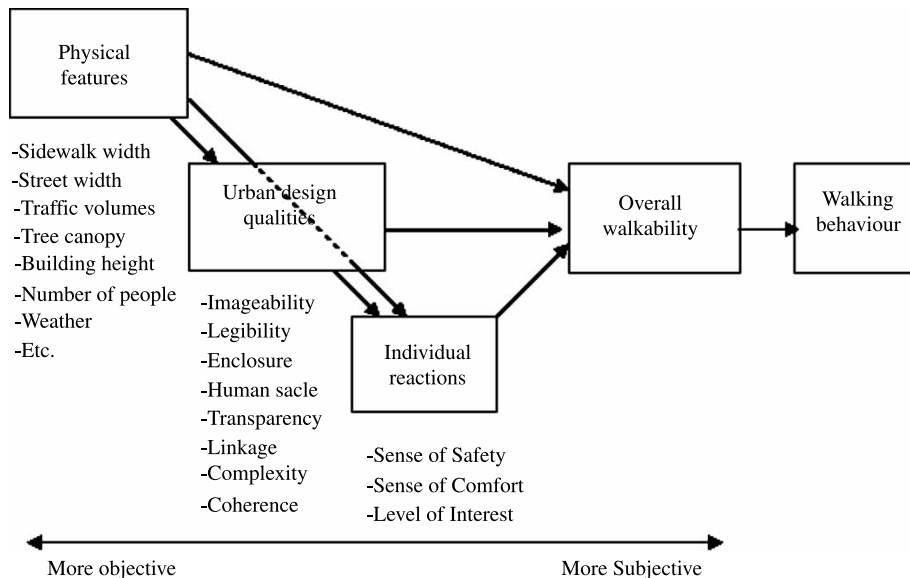 Physical
features
-Sidewalk width
-Street width
-Traffic volumes
-Tree canopy
-Building height
-Number of people
-Weather
-Etc.
Urban design
qualities
-Imageability
-Legibility
-Enclosure
-Human sacle
-Transparency
-Linkage
-Complexity
-Coherence
Individual
reactions
-Sense of Safety
-Sense of Comfort
-Level of Interest
Overall
walkability
Walking
behaviour
More objective
More Subjective